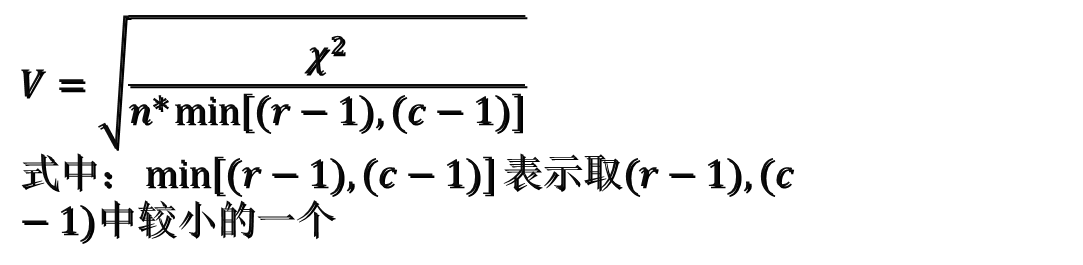 V = √(χ² / (n*min[(r − 1),(c − 1)]))
式中： min[(r − 1),(c − 1)]表示取(r − 1),(c
− 1)中较小的一个